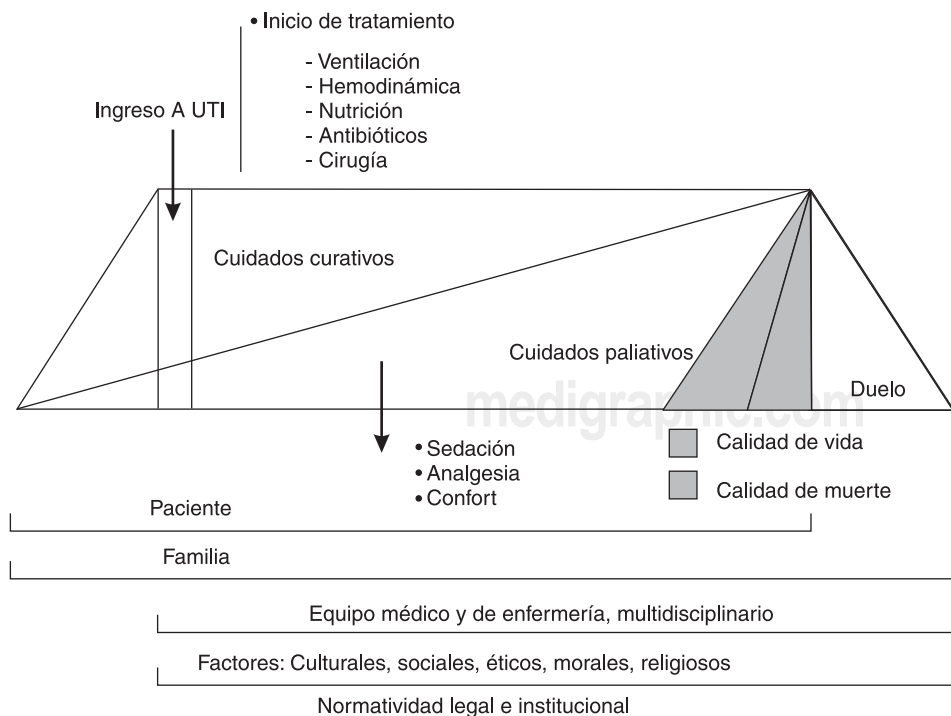 • Inicio de tratamiento
- Ventilación
- Hemodinámica
- Nutrición
- Antibióticos
- Cirugía
Ingreso A UTI
Cuidados curativos
Cuidados paliativos
Duelo
medigraphic.com
Calidad de vida
Calidad de muerte
• Sedación
• Analgesia
• Confort
Paciente
Familia
Equipo médico y de enfermería, multidisciplinario
Factores: Culturales, sociales, éticos, morales, religiosos
Normatividad legal e institucional